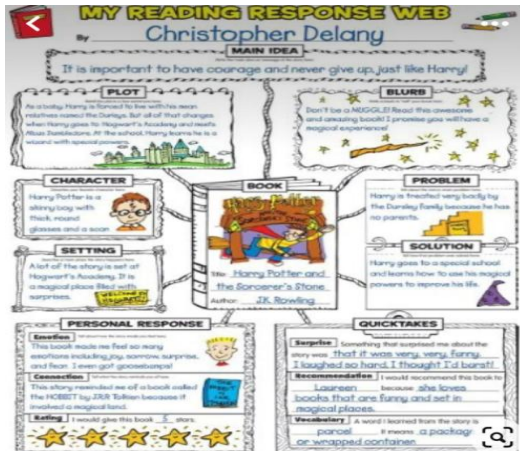 MY READING RESPONSE WEB
By Christopher Delany
MAIN IDEA
It is important to have courage and never give up, just like Harry!
PLOT
As a baby, Harry is forced to live with his mean
relatives named the Dursleys. But all of that changes
when Harry goes to Hogwart's Academy and meets
Albus Dumbledore. At the school, Harry learns he is a
wizard with special powers.
BLURB
Don't be a MUGGLE! Read this awesome
and amazing book! I promise you will have a
magical experience!
CHARACTER
Harry Potter is a
skinny boy with
thick, round
glasses and a scar.
BOOK
Harry Potter
Title: Harry Potter and
the Sorcerer's Stone
Author: J.K. Rowling
PROBLEM
Harry is treated very badly by
the Dursley Family because he has
no parents.
SETTING
A lot of the story is set at
Hogwart's Academy. It is
a magical place filled with
surprises.
SOLUTION
Harry goes to a special school
and learns how to use his magical
powers to improve his life.
PERSONAL RESPONSE
Emotion
This book made me feel so many
emotions including joy, sorrow, surprise,
and fear. I even got goosebumps!
Connection
This story reminded me of a book called
the HOBBIT by J.R.R Tolkien because it
involved a magical land.
Rating I would give this book 5 stars.
QUICKTAKES
Surprise Something that surprised me about the
story was that it was very, very, funny.
I laughed so hard, I thought I'd burst!
Recommendation I would recommend this book to
Laureen because she loves
books that are funny and set in
magical places.
Vocabulary A word I learned from the story is
parcel It means a package
or wrapped container